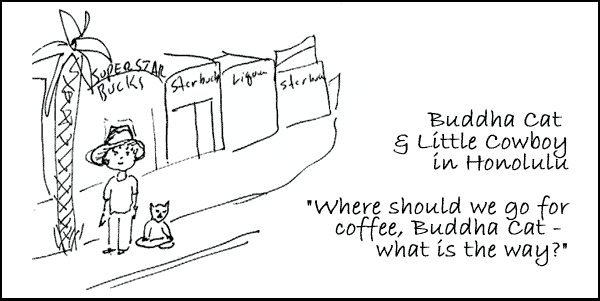 SUPERSTAR
BUCKS
Starbuck
Liquor
Starbu
Buddha Cat
& Little Cowboy
in Honolulu
"Where should we go for
coffee, Buddha Cat -
what is the way?"